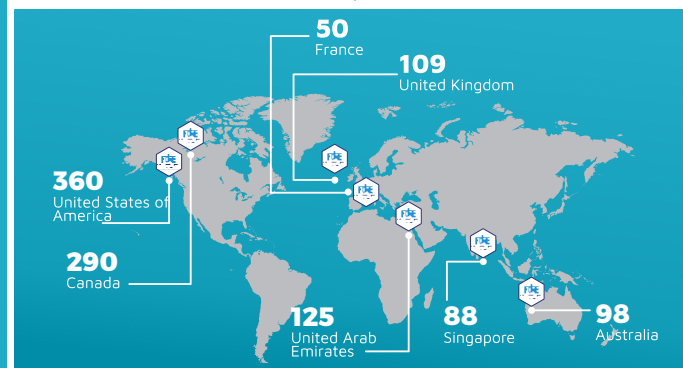 50
France
109
United Kingdom
360
United States of
America
290
Canada
125
United Arab
Emirates
88
Singapore
98
Australia